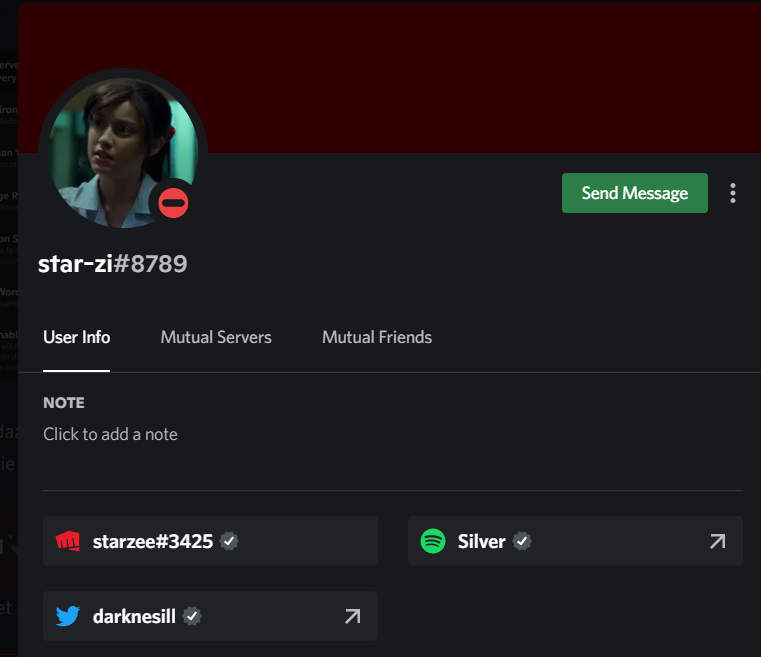 Send Message
star-zi#8789
User Info
Mutual Servers
Mutual Friends
NOTE
Click to add a note
starzee#3425
Silver
darknesill